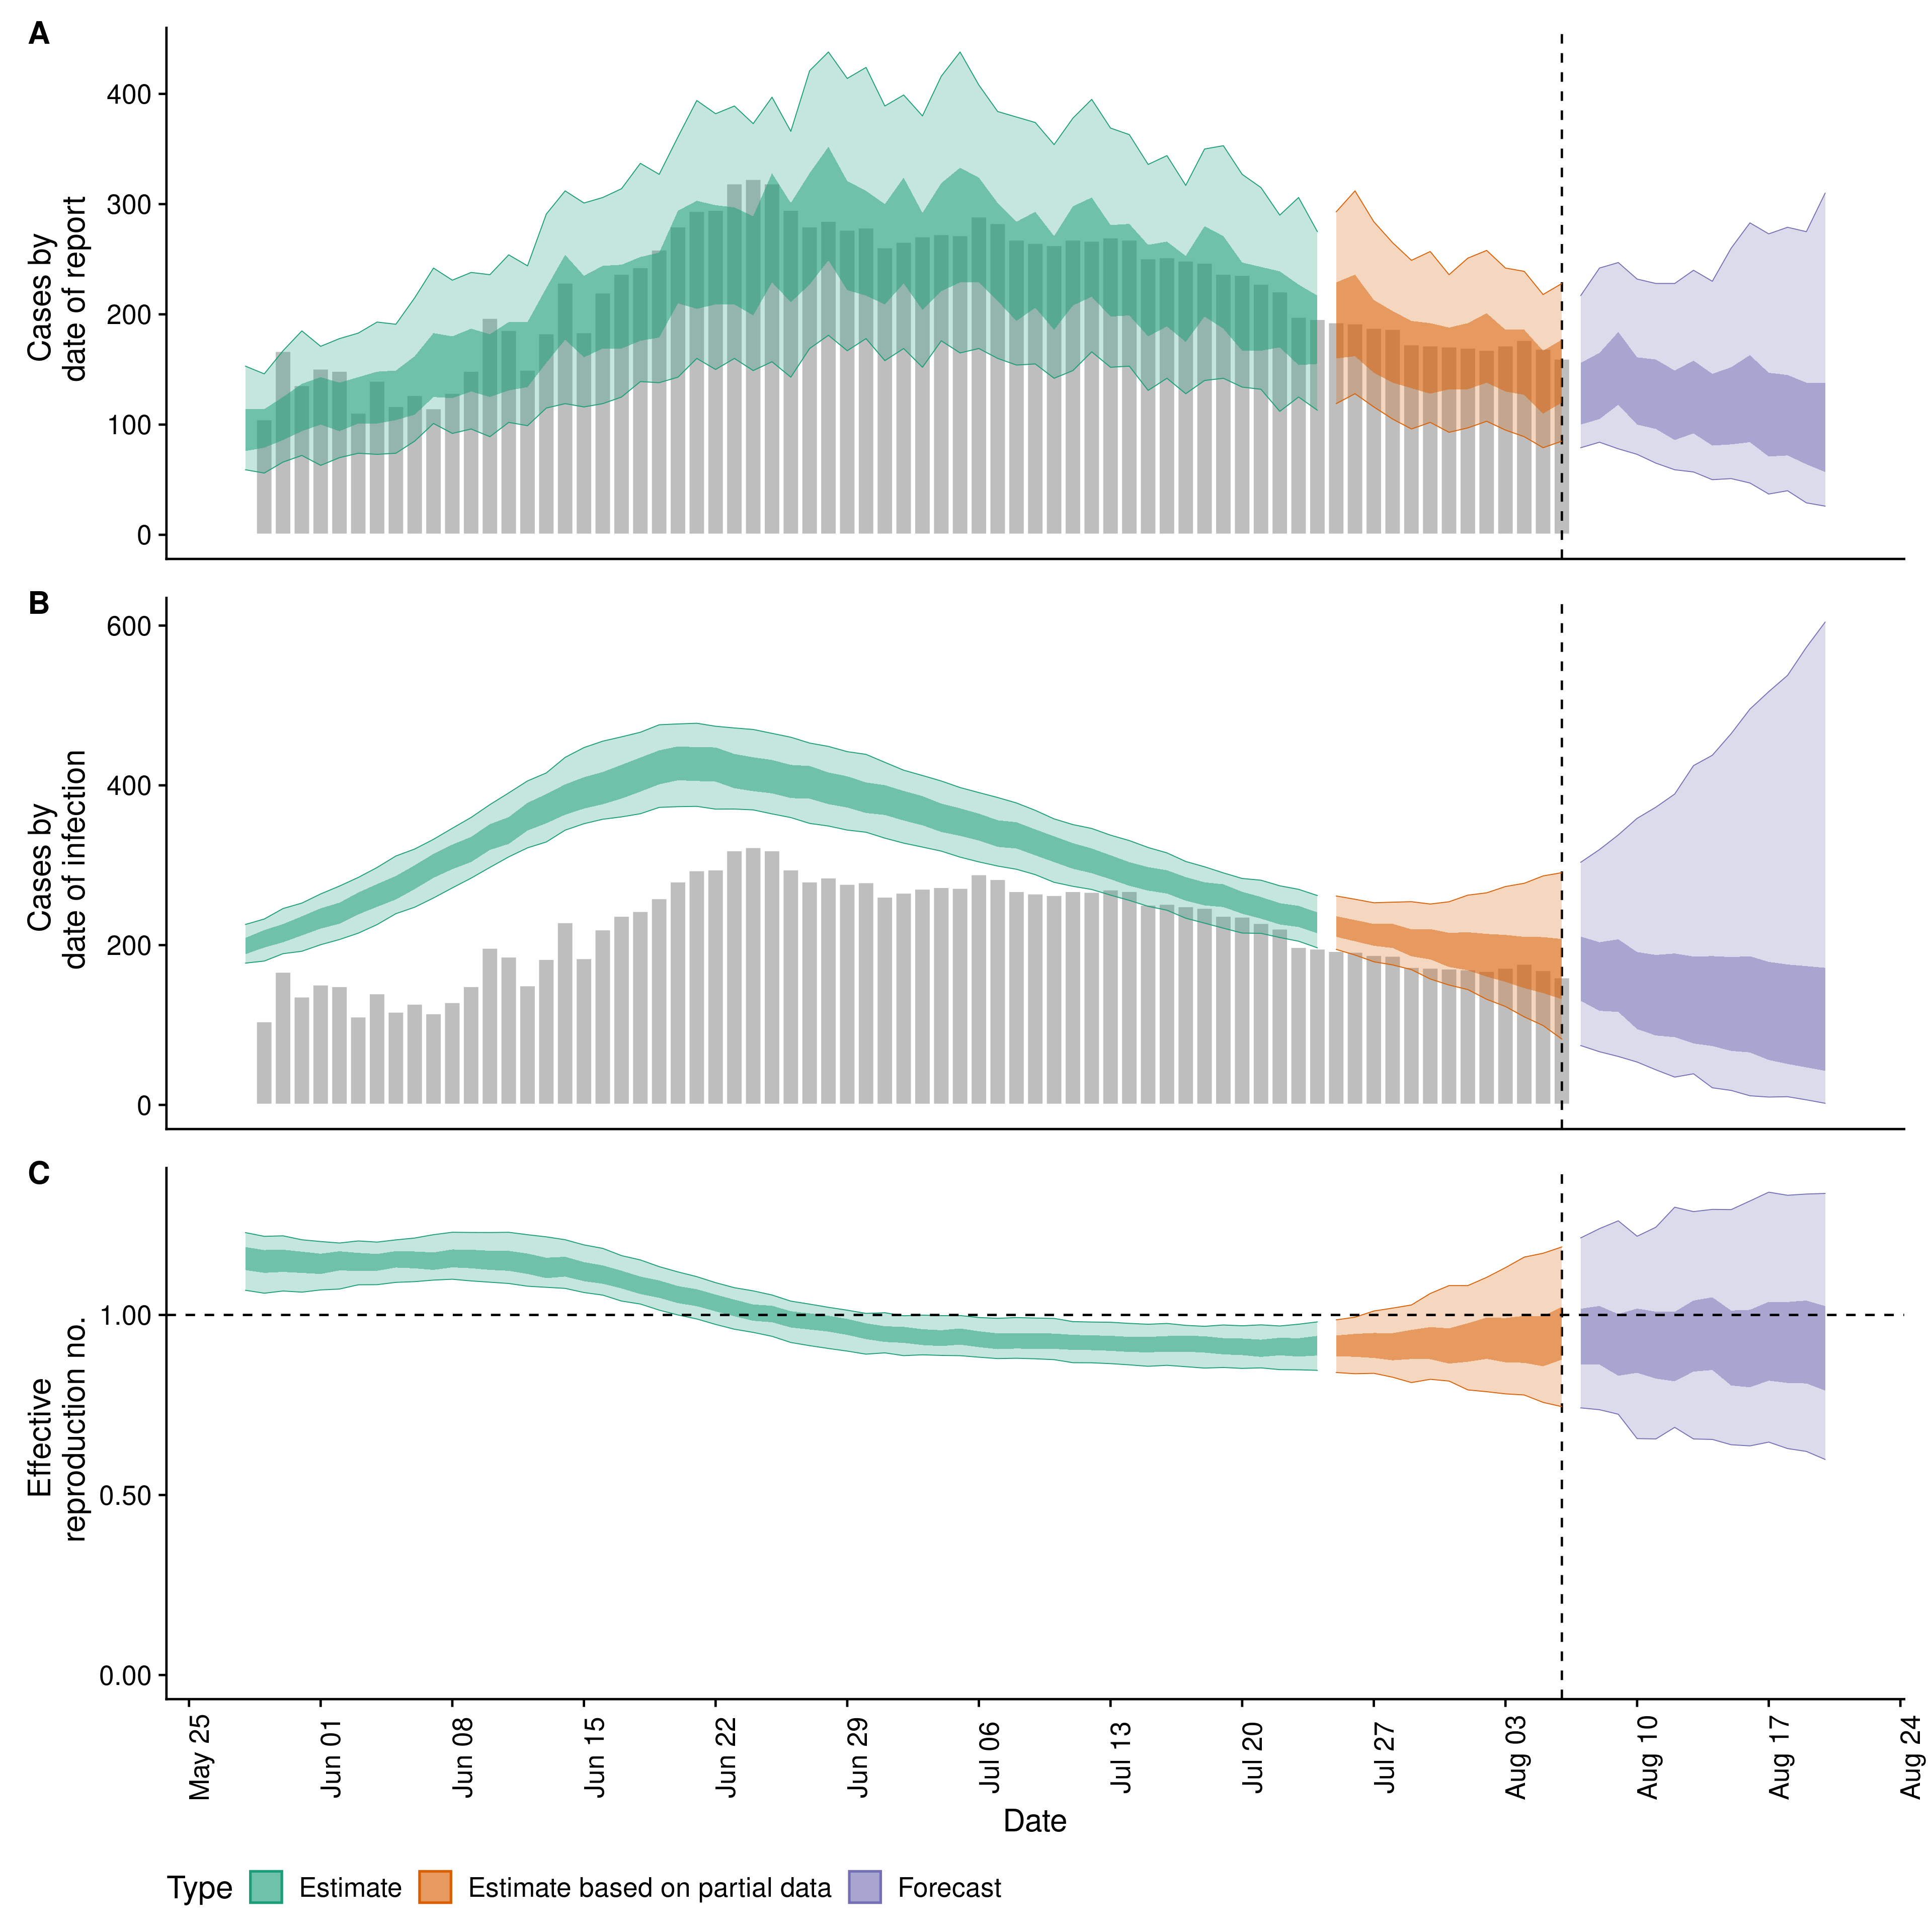 A
Cases by
date of report
400
300
200
100
0
B
Cases by
date of infection
600
400
200
0
C
Effective
reproduction no.
1.00
0.50
0.00
May 25
Jun 01
Jun 08
Jun 15
Jun 22
Jun 29
Jul 06
Jul 13
Jul 20
Jul 27
Aug 03
Aug 10
Aug 17
Aug 24
Date
Type Estimate Estimate based on partial data Forecast